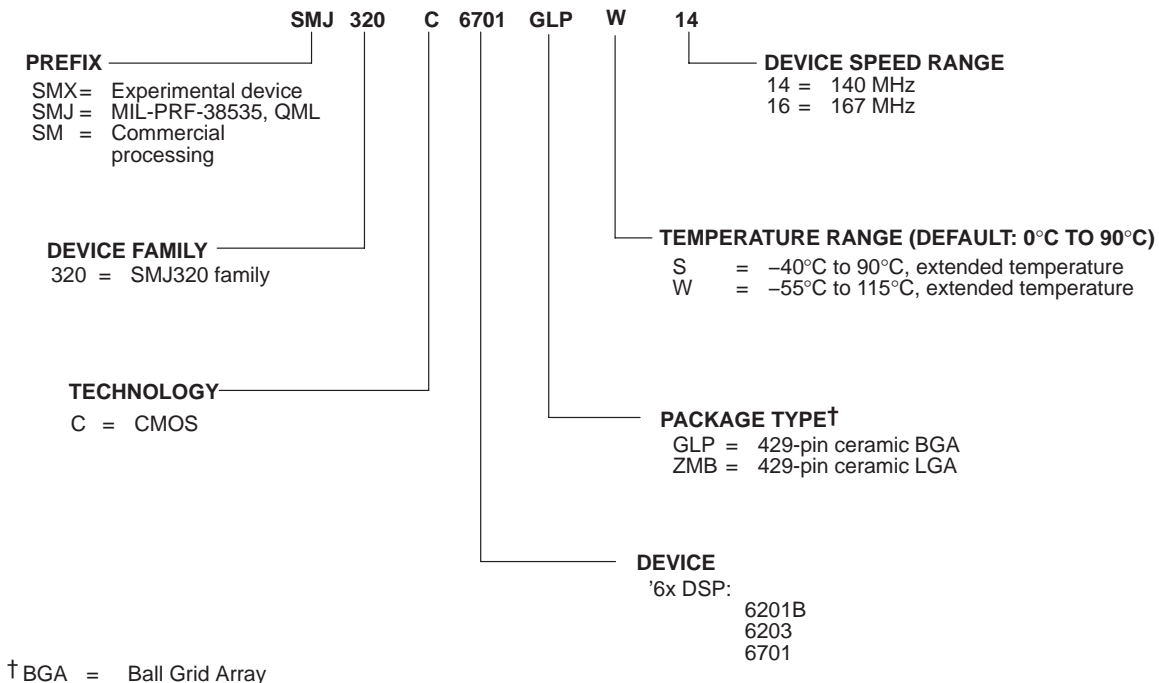 SMJ 320 C 6701 GLP W 14
PREFIX
SMX = Experimental device
SMJ = MIL-PRF-38535, QML
SM = Commercial
processing
DEVICE SPEED RANGE
14 = 140 MHz
16 = 167 MHz
DEVICE FAMILY
320 = SMJ320 family
TEMPERATURE RANGE (DEFAULT: 0°C TO 90°C)
S = −40°C to 90°C, extended temperature
W = −55°C to 115°C, extended temperature
TECHNOLOGY
C = CMOS
PACKAGE TYPE†
GLP = 429-pin ceramic BGA
ZMB = 429-pin ceramic LGA
DEVICE
'6x DSP:
6201B
6203
6701
† BGA = Ball Grid Array